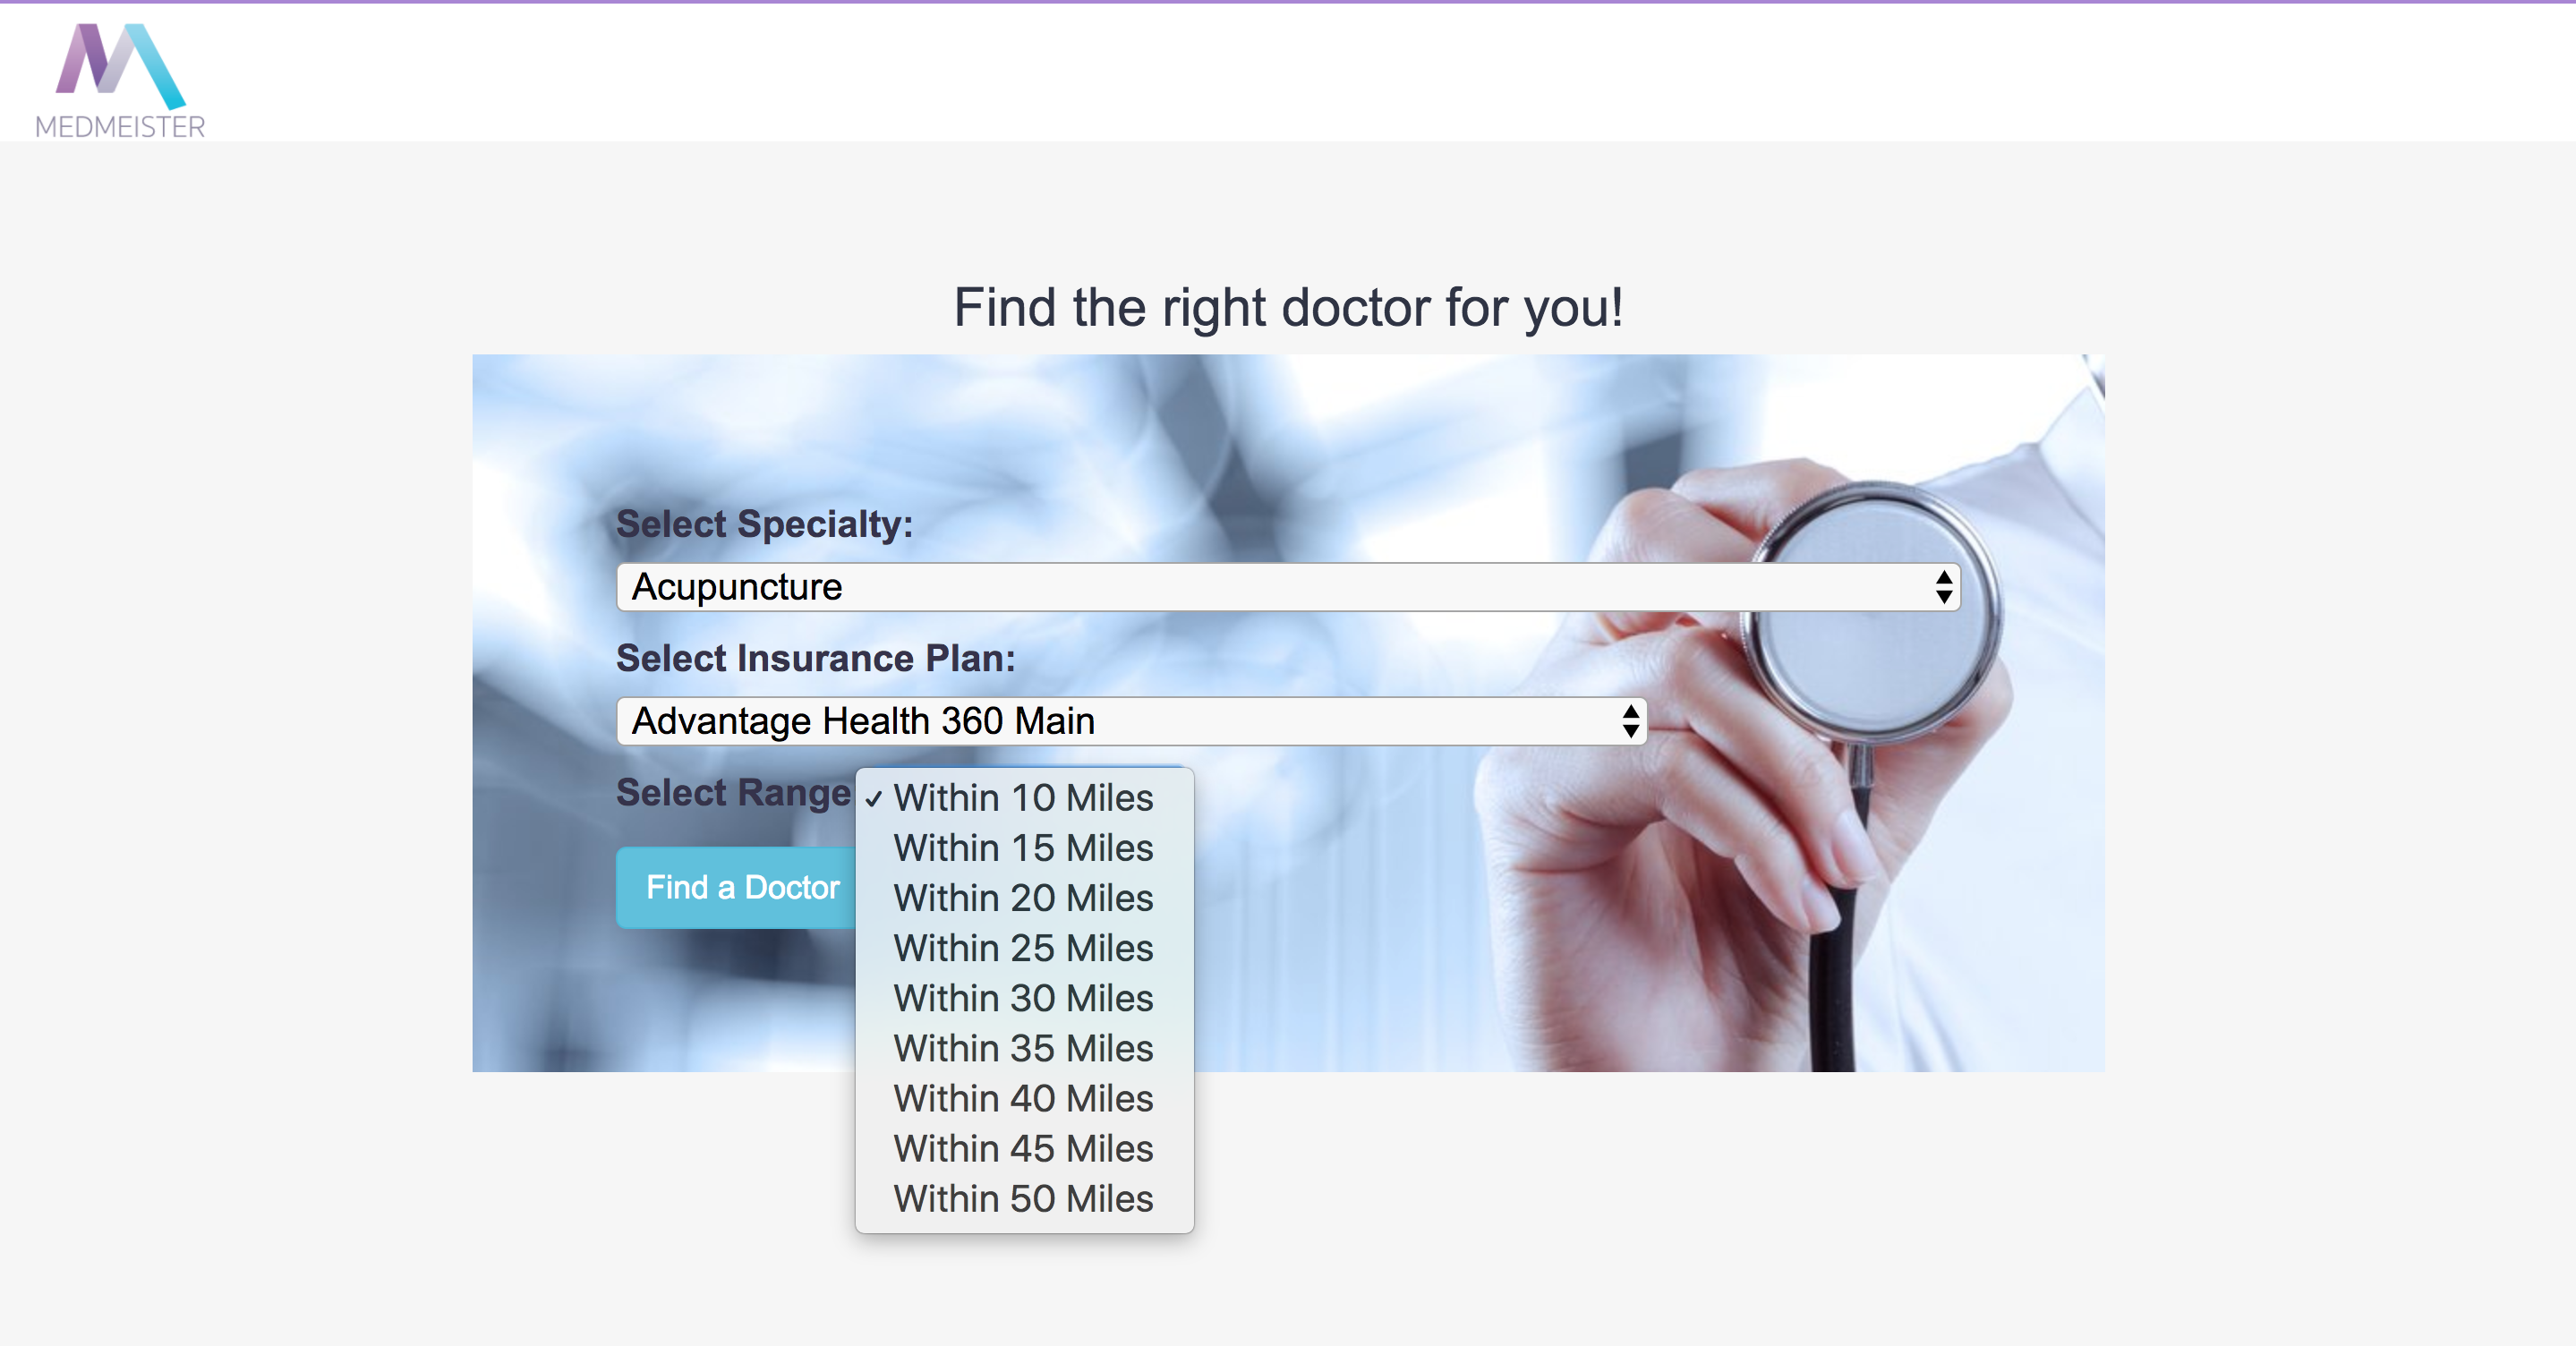 MEDMEISTER
Find the right doctor for you!
Select Specialty:
Acupuncture
Select Insurance Plan:
Advantage Health 360 Main
Select Range
✓ Within 10 Miles
Within 15 Miles
Within 20 Miles
Within 25 Miles
Within 30 Miles
Within 35 Miles
Within 40 Miles
Within 45 Miles
Within 50 Miles
Find a Doctor